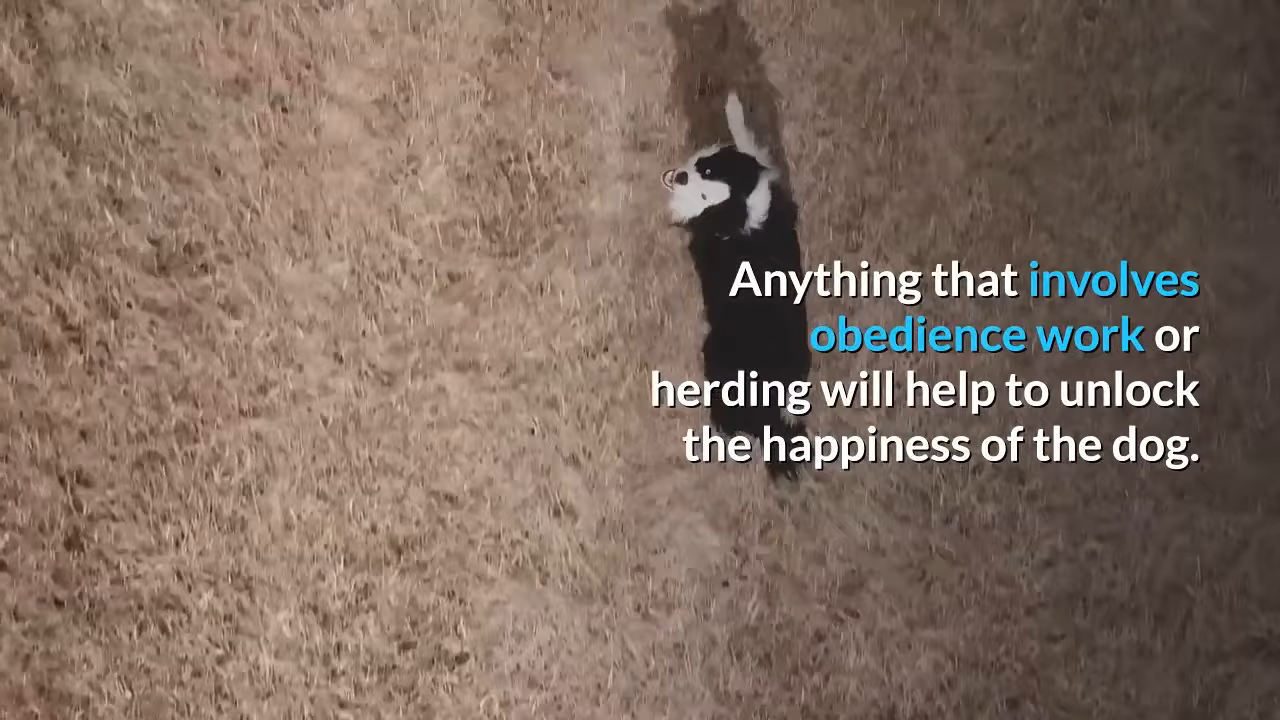 Anything that involves
obedience work or
herding will help to unlock
the happiness of the dog.